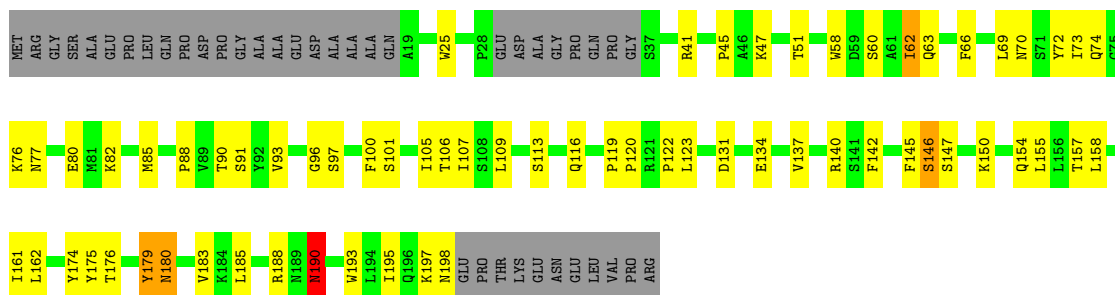 MET ARG GLY SER ALA GLU PRO LEU GLN PRO ASP PRO GLY ALA ALA GLU ASP ALA ALA ALA GLN A19 W25 P28 GLU ASP ALA GLY PRO GLN PRO GLY S37 R41 P45 A46 K47 T51 W58 D59 S60 A61 I62 Q63 F66 L69 N70 S71 Y72 I73 Q74 G75
K76 N77 E80 M81 K82 M85 P88 V89 T90 S91 Y92 V93 G96 S97 F100 S101 I105 T106 I107 S108 L109 S113 Q116 P119 P120 R121 P122 L123 D131 E134 V137 R140 S141 F142 F145 S146 S147 K150 Q154 L155 L156 T157 L158
I161 L162 Y174 Y175 T176 Y179 N180 V183 K184 L185 R188 N189 N190 W193 L194 I195 Q196 K197 N198 GLU PRO THR LYS GLU ASN GLU LEU VAL PRO ARG